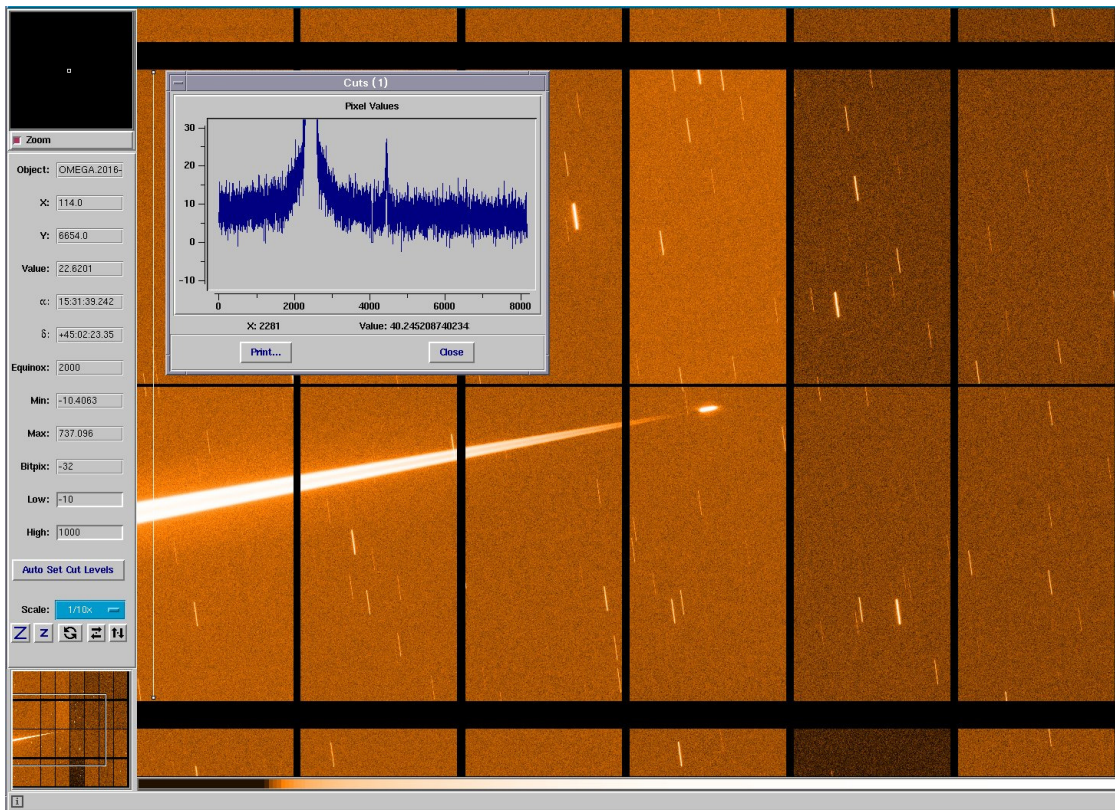 Zoom
Object: OMEGA.2016-
X: 114.0
Y: 6654.0
Value: 22.6201
α: 15:31:39.242
δ: +45:02:23.35
Equinox: 2000
Min: -10.4063
Max: 737.096
Bitpix: -32
Low: -10
High: 1000
Auto Set Cut Levels
Scale: 1/10x
Z z
Cuts (1)
Pixel Values
30
20
10
0
-10
0 2000 4000 6000 8000
X: 2281 Value: 40.245208740234
Print... Close
i